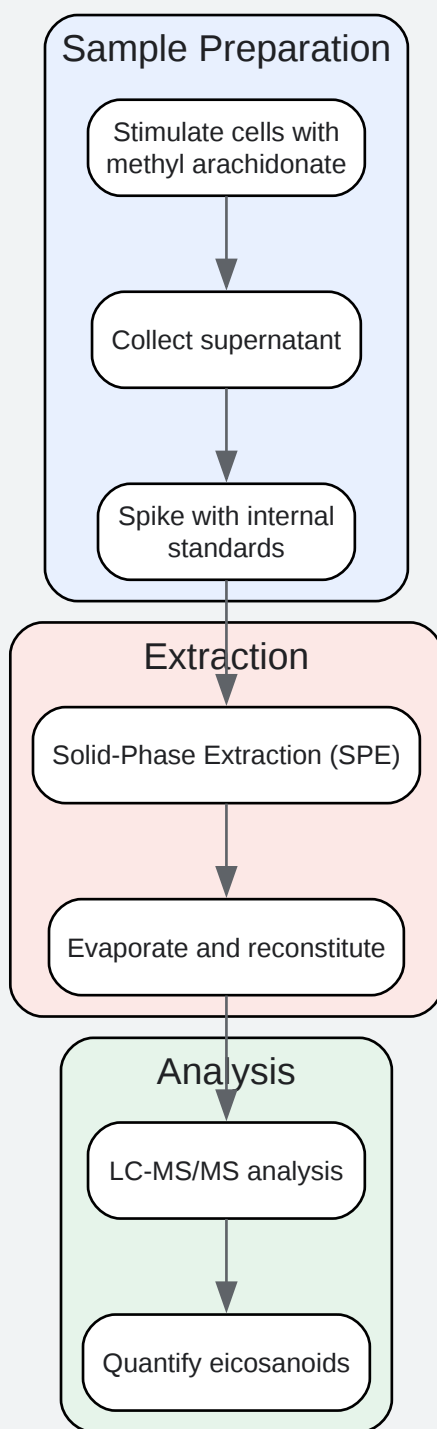 Sample Preparation
Stimulate cells with
methyl arachidonate
Collect supernatant
Spike with internal
standards
Extraction
Solid-Phase Extraction (SPE)
Evaporate and reconstitute
Analysis
LC-MS/MS analysis
Quantify eicosanoids